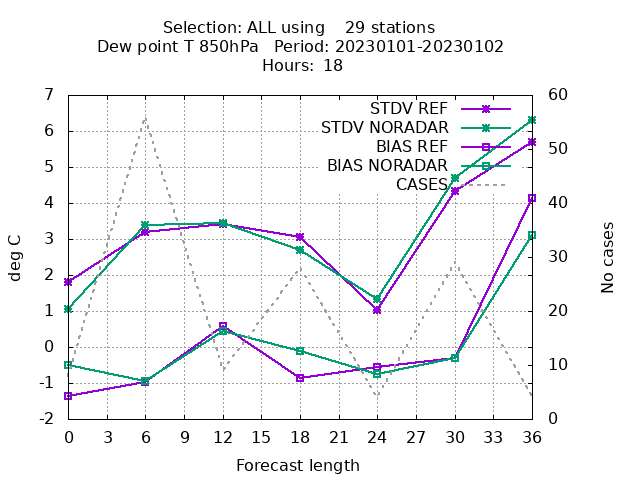 Selection: ALL using    29 stations
Dew point T 850hPa   Period: 20230101-20230102
Hours: 18
7
6
5
4
3
2
1
0
-1
-2
60
50
40
30
20
10
0
STDV REF
STDV NORADAR
BIAS REF
BIAS NORADAR
CASES
deg C
No cases
0 3 6 9 12 15 18 21 24 27 30 33 36
Forecast length